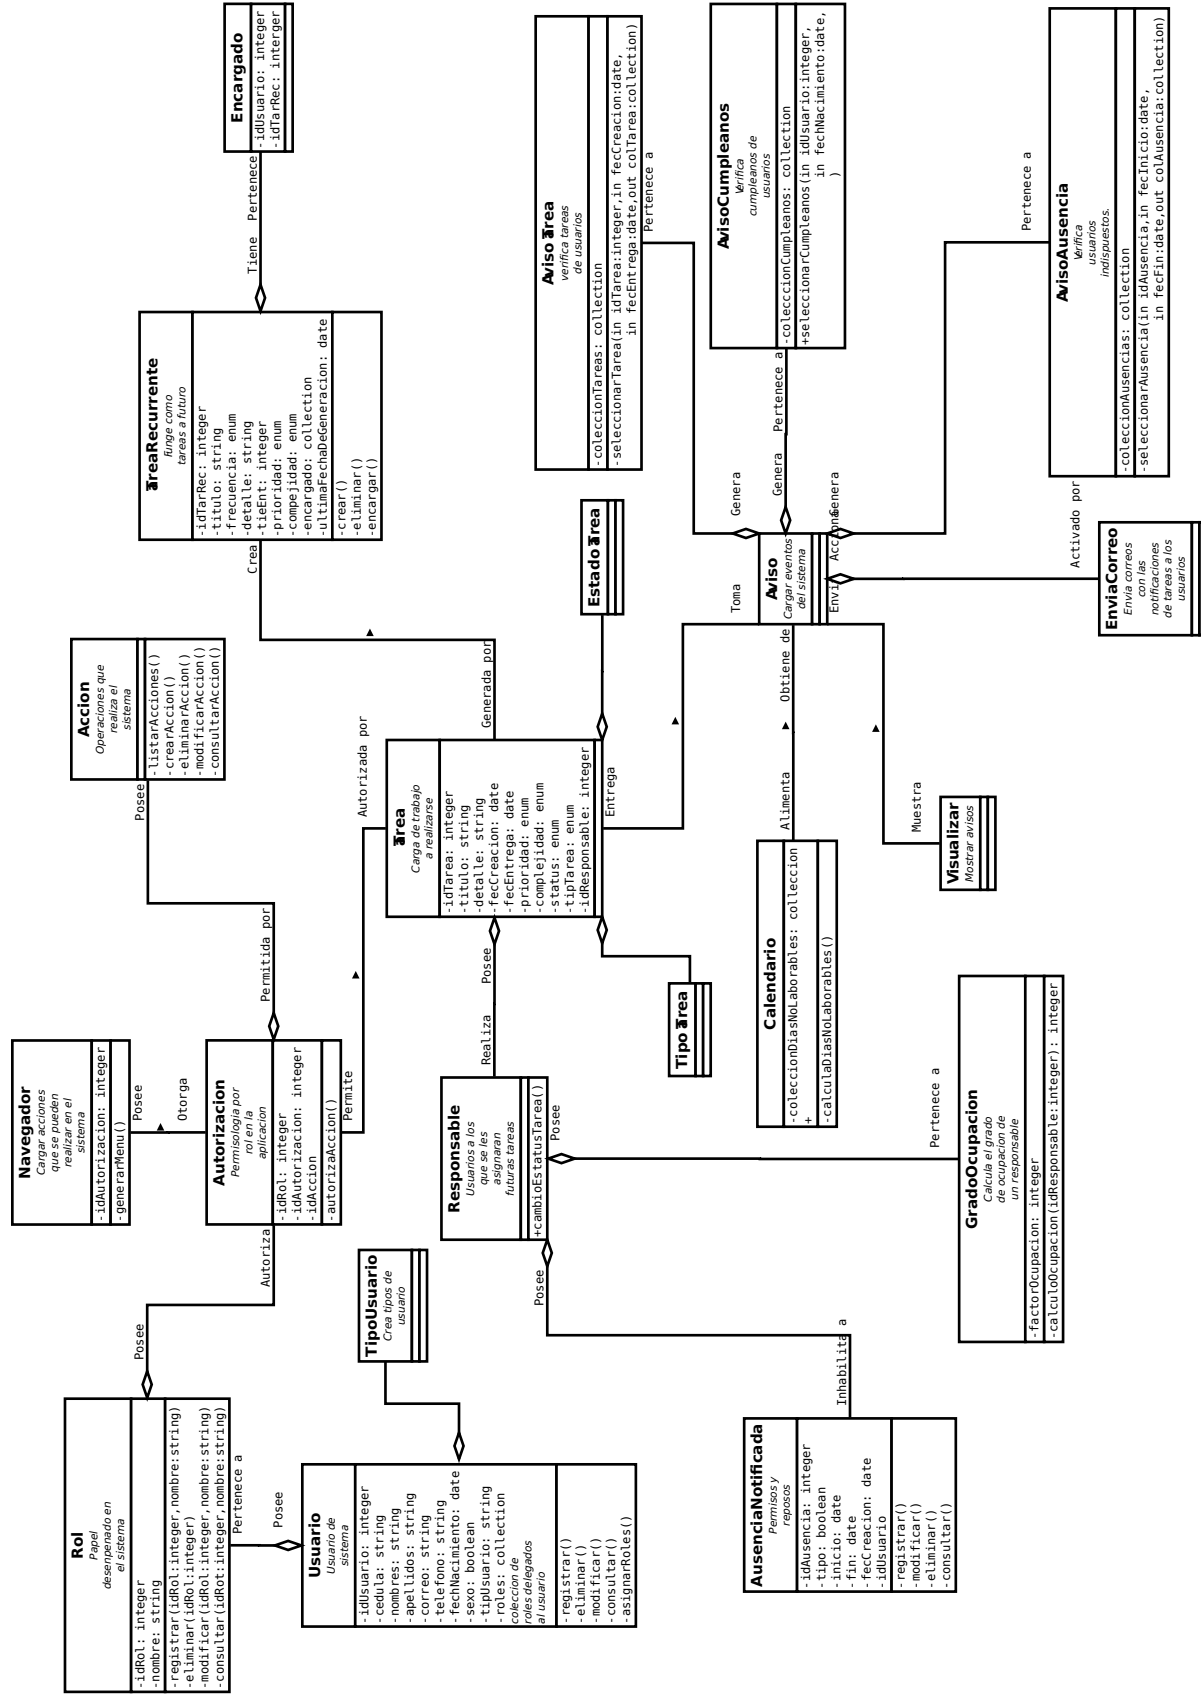 Rol
Papel
desenpenado en
el sistema
-idRol: integer
-nombre: string
-registrar(idRol:integer,nombre:string)
-eliminar(idRol:integer)
-modificar(idRol:integer,nombre:string)
-consultar(idRot:integer,nombre:string)
Posee
Autoriza
Pertenece a
Posee
Navegador
Cargar acciones
que se pueden
realizar en el
sistema
-idAutorizacion: integer
-generarMenu()
Posee
Otorga
Autorizacion
Permisologia por
rol en la
aplicacion
-idRol: integer
-idAutorizacion: integer
-idAccion
-autorizaAccion()
Permitida por
Posee
Permite
Autorizada por
Accion
Operaciones que
realiza el
sistema
-listarAcciones()
-crearAccion()
-eliminarAccion()
-modificarAccion()
-consultarAccion()
TareaRecurrente
funge como
tareas a futuro
-idTarRec: integer
-titulo: string
-frecuencia: enum
-detalle: string
-tieEnt: integer
-prioridad: enum
-compejidad: enum
-encargado: collection
-ultimaFechaDeGeneracion: date
-crear()
-eliminar()
-encargar()
Crea
Generada por
Tiene
Pertenece
Encargado
-idUsuario: integer
-idTarRec: interger
Usuario
Usuario de
sistema
-idUsuario: integer
-cedula: string
-nombres: string
-apellidos: string
-correo: string
-telefono: string
-fechNacimiento: date
-sexo: boolean
-tipUsuario: string
-roles: collection
coleccion de
roles delegados
al usuario
-registrar()
-eliminar()
-modificar()
-consultar()
-asignarRoles()
TipoUsuario
Crea tipos de
usuario
Responsable
Usuarios a los
que se les
asignaran
futuras tareas
+cambioEstatusTarea()
Realiza
Posee
Posee
Posee
Tarea
Carga de trabajo
a realizarse
-idTarea: integer
-titulo: string
-detalle: string
-fecCreacion: date
-fecEntrega: date
-prioridad: enum
-complejidad: enum
-status: enum
-tipTarea: enum
-idResponsable: integer
Entrega
Toma
Estado Tarea
Tipo Tarea
Aviso Tarea
verifica tareas
de usuarios
-coleccionTareas: collection
-seleccionarTarea(in idTarea:integer,in fecCreacion:date,
in fecEntrega:date,out colTarea:collection)
Pertenece a
Genera
AvisoCumpleanos
Verifica
cumpleanos de
usuarios
-colecccionCumpleanos: collection
+seleccionarCumpleanos(in idUsuario:integer,
in fechNacimiento:date,
)
Genera
Pertenece a
Aviso
Cargar eventos
del sistema
Genera
Pertenece a
AvisoAusencia
Verifica
usuarios
indispuestos.
-coleccionAusencias: collection
-seleccionarAusencia(in idAusencia,in fecInicio:date,
in fecFin:date,out colAusencia:collection)
Activado por
EnviaCorreo
Envia correos
con las
notificaciones
de tareas a los
usuarios
Calendario
-coleccionDiasNoLaborables: colleccion
+
-calculaDiasNoLaborables()
Alimenta
Obtiene de
Muestra
Visualizar
Mostrar avisos
AusenciaNotificada
Permisos y
reposos
-idAusencia: integer
-tipo: boolean
-inicio: date
-fin: date
-fecCreacion: date
-idUsuario
-registrar()
-modificar()
-eliminar()
-consultar()
Inhabilita a
GradoOcupacion
Calcula el grado
de ocupacion de
un responsable
-factorOcupacion: integer
-calculoOcupacion(idResponsable:integer): integer
Pertenece a